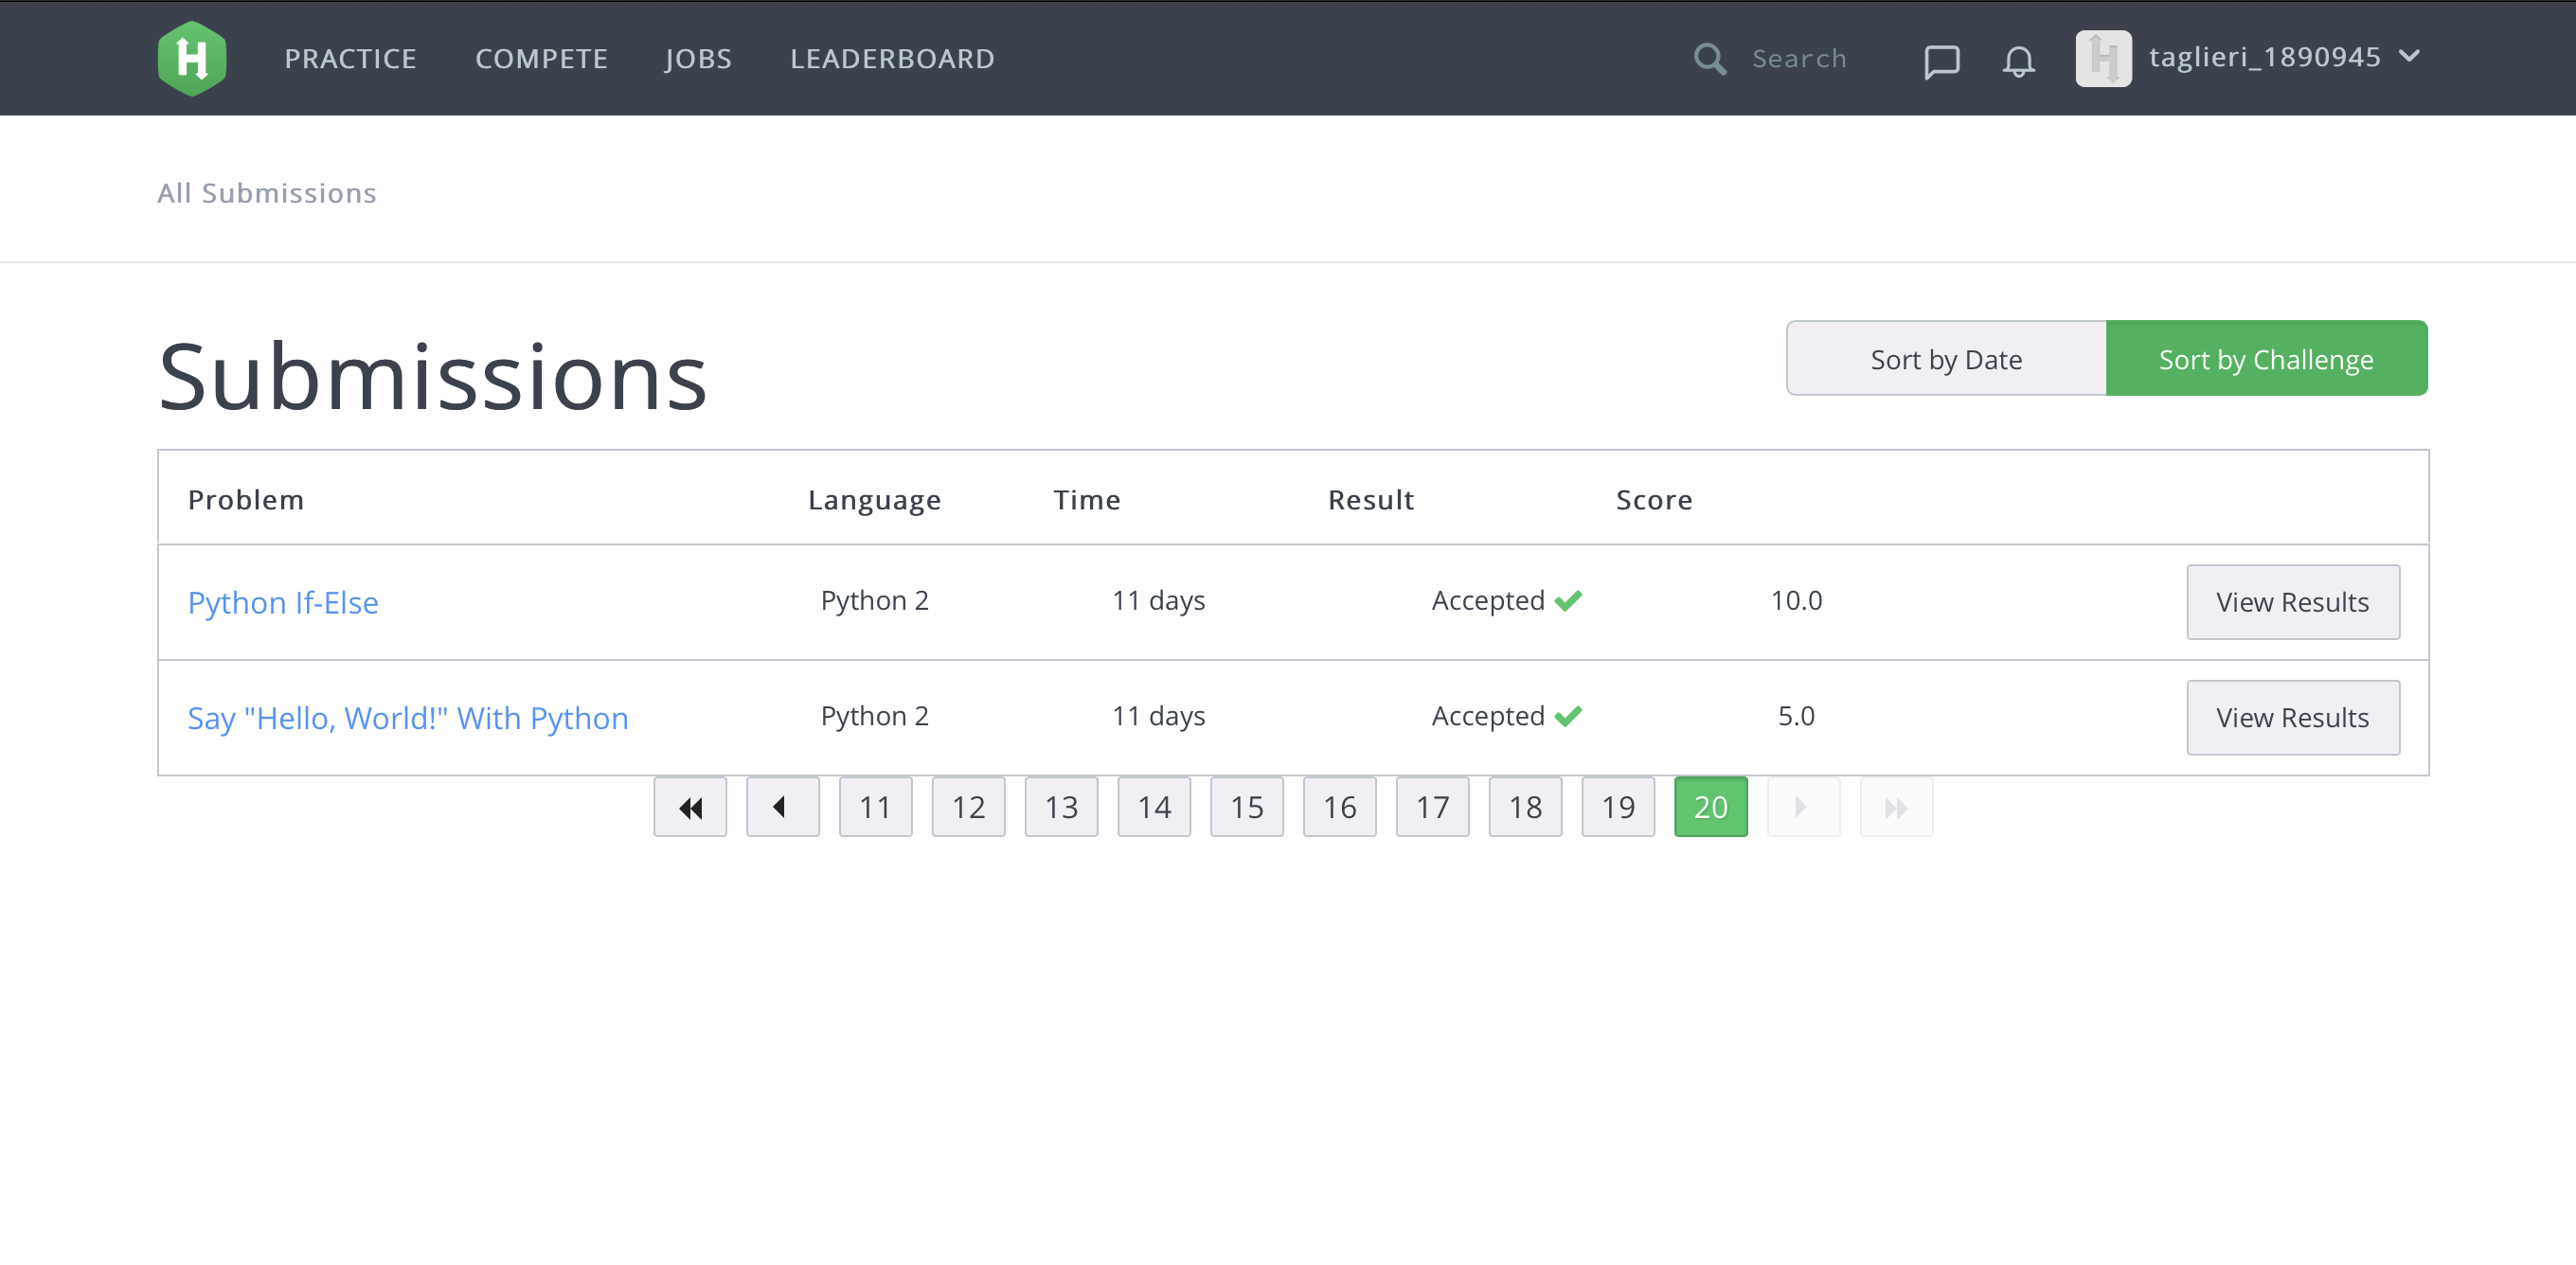 H PRACTICE COMPETE JOBS LEADERBOARD Search H taglieri_1890945
All Submissions
Submissions
Sort by Date Sort by Challenge
Problem Language Time Result Score
Python If-Else Python 2 11 days Accepted 10.0 View Results
Say "Hello, World!" With Python Python 2 11 days Accepted 5.0 View Results
11 12 13 14 15 16 17 18 19 20